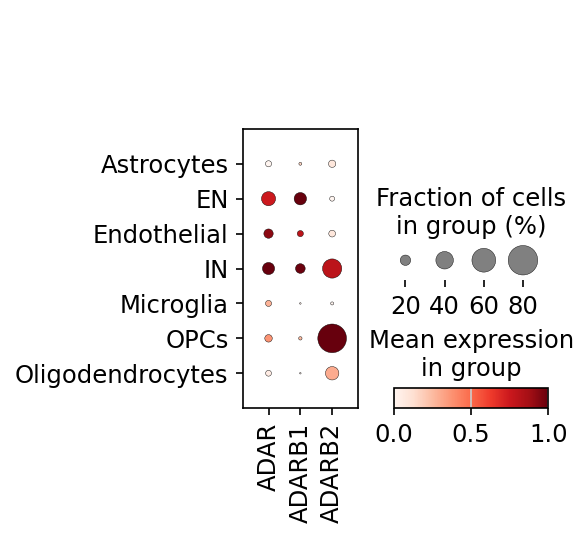 Astrocytes
EN
Endothelial
IN
Microglia
OPCs
Oligodendrocytes
ADAR
ADARB1
ADARB2
Fraction of cells
in group (%)
20 40 60 80
Mean expression
in group
0.0 0.5 1.0